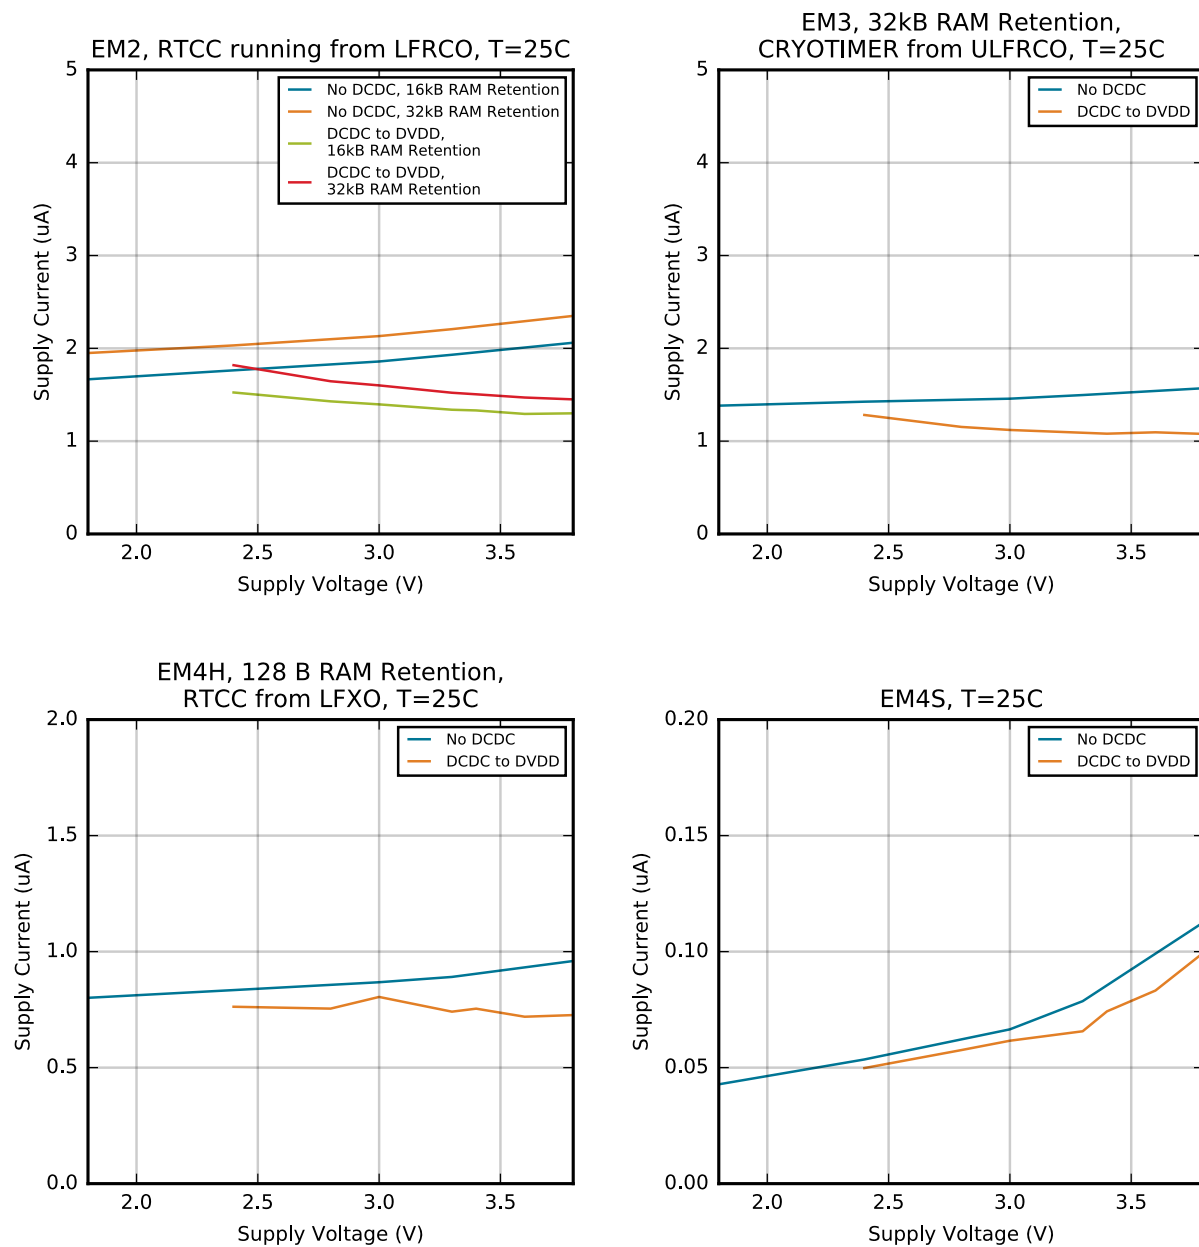 EM2, RTCC running from LFRCO, T=25C
5
4
3
2
1
0
Supply Current (uA)
No DCDC, 16kB RAM Retention
No DCDC, 32kB RAM Retention
DCDC to DVDD,
16kB RAM Retention
DCDC to DVDD,
32kB RAM Retention
2.0 2.5 3.0 3.5
Supply Voltage (V)
EM3, 32kB RAM Retention,
CRYOTIMER from ULFRCO, T=25C
5
4
3
2
1
0
Supply Current (uA)
No DCDC
DCDC to DVDD
2.0 2.5 3.0 3.5
Supply Voltage (V)
EM4H, 128 B RAM Retention,
RTCC from LFXO, T=25C
2.0
1.5
1.0
0.5
0.0
Supply Current (uA)
No DCDC
DCDC to DVDD
2.0 2.5 3.0 3.5
Supply Voltage (V)
EM4S, T=25C
0.20
0.15
0.10
0.05
0.00
Supply Current (uA)
No DCDC
DCDC to DVDD
2.0 2.5 3.0 3.5
Supply Voltage (V)